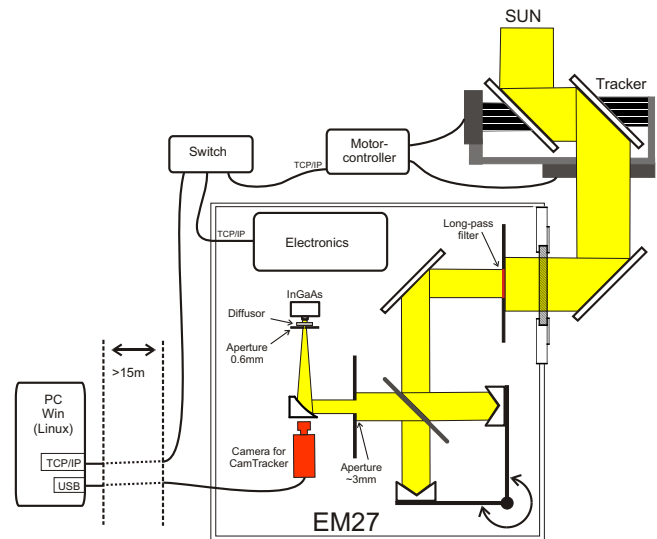 SUN
Tracker
Switch
Motor-
controller
TCP/IP
TCP/IP
Electronics
Long-pass
filter
InGaAs
Diffusor
Aperture
0.6mm
>15m
PC
Win
(Linux)
TCP/IP
USB
Camera for
CamTracker
Aperture
~3mm
EM27